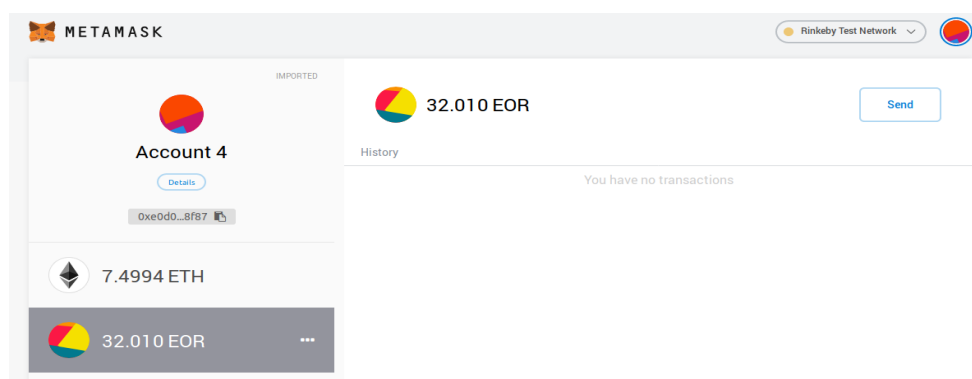 METAMASK
Rinkeby Test Network
IMPORTED
Account 4
Details
0xe0d0...8f87
7.4994 ETH
32.010 EOR
32.010 EOR
Send
History
You have no transactions